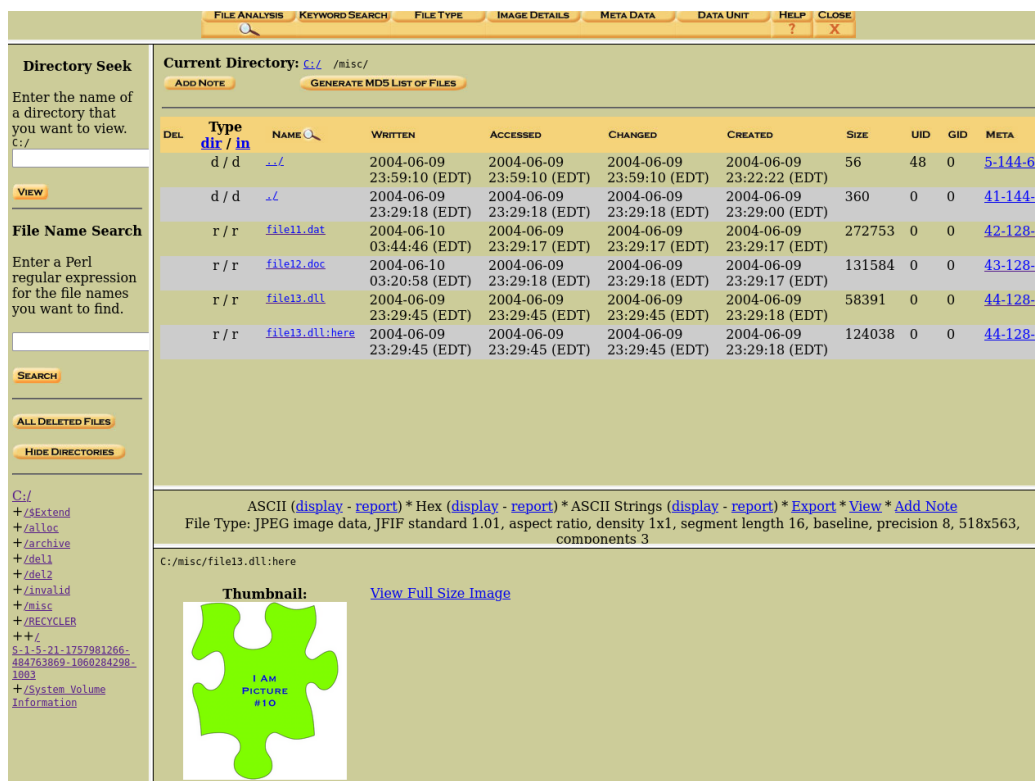 FILE ANALYSIS KEYWORD SEARCH FILE TYPE IMAGE DETAILS META DATA DATA UNIT HELP CLOSE
? X
Directory Seek
Enter the name of
a directory that
you want to view.
C:/
VIEW
File Name Search
Enter a Perl
regular expression
for the file names
you want to find.
SEARCH
ALL DELETED FILES
HIDE DIRECTORIES
C:/
+/$Extend
+/alloc
+/archive
+/del1
+/del2
+/invalid
+/misc
+/RECYCLER
++/
S-1-5-21-1757981266-
484763869-1060284298-
1003
+/System Volume
Information
Current Directory: C:/ /misc/
ADD NOTE GENERATE MD5 LIST OF FILES
DEL Type NAME WRITTEN ACCESSED CHANGED CREATED SIZE UID GID META
dir / in
d / d ../ 2004-06-09 2004-06-09 2004-06-09 2004-06-09 56 48 0 5-144-6
23:59:10 (EDT) 23:59:10 (EDT) 23:59:10 (EDT) 23:22:22 (EDT)
d / d ./ 2004-06-09 2004-06-09 2004-06-09 2004-06-09 360 0 0 41-144-
23:29:18 (EDT) 23:29:18 (EDT) 23:29:18 (EDT) 23:29:00 (EDT)
r / r file11.dat 2004-06-10 2004-06-09 2004-06-09 2004-06-09 272753 0 0 42-128-
03:44:46 (EDT) 23:29:17 (EDT) 23:29:17 (EDT) 23:29:17 (EDT)
r / r file12.doc 2004-06-10 2004-06-09 2004-06-09 2004-06-09 131584 0 0 43-128-
03:20:58 (EDT) 23:29:18 (EDT) 23:29:18 (EDT) 23:29:17 (EDT)
r / r file13.dll 2004-06-09 2004-06-09 2004-06-09 2004-06-09 58391 0 0 44-128-
23:29:45 (EDT) 23:29:45 (EDT) 23:29:45 (EDT) 23:29:18 (EDT)
r / r file13.dll:here 2004-06-09 2004-06-09 2004-06-09 2004-06-09 124038 0 0 44-128-
23:29:45 (EDT) 23:29:45 (EDT) 23:29:45 (EDT) 23:29:18 (EDT)
ASCII (display - report) * Hex (display - report) * ASCII Strings (display - report) * Export * View * Add Note
File Type: JPEG image data, JFIF standard 1.01, aspect ratio, density 1x1, segment length 16, baseline, precision 8, 518x563,
components 3
C:/misc/file13.dll:here
Thumbnail: View Full Size Image
I AM
PICTURE
#10